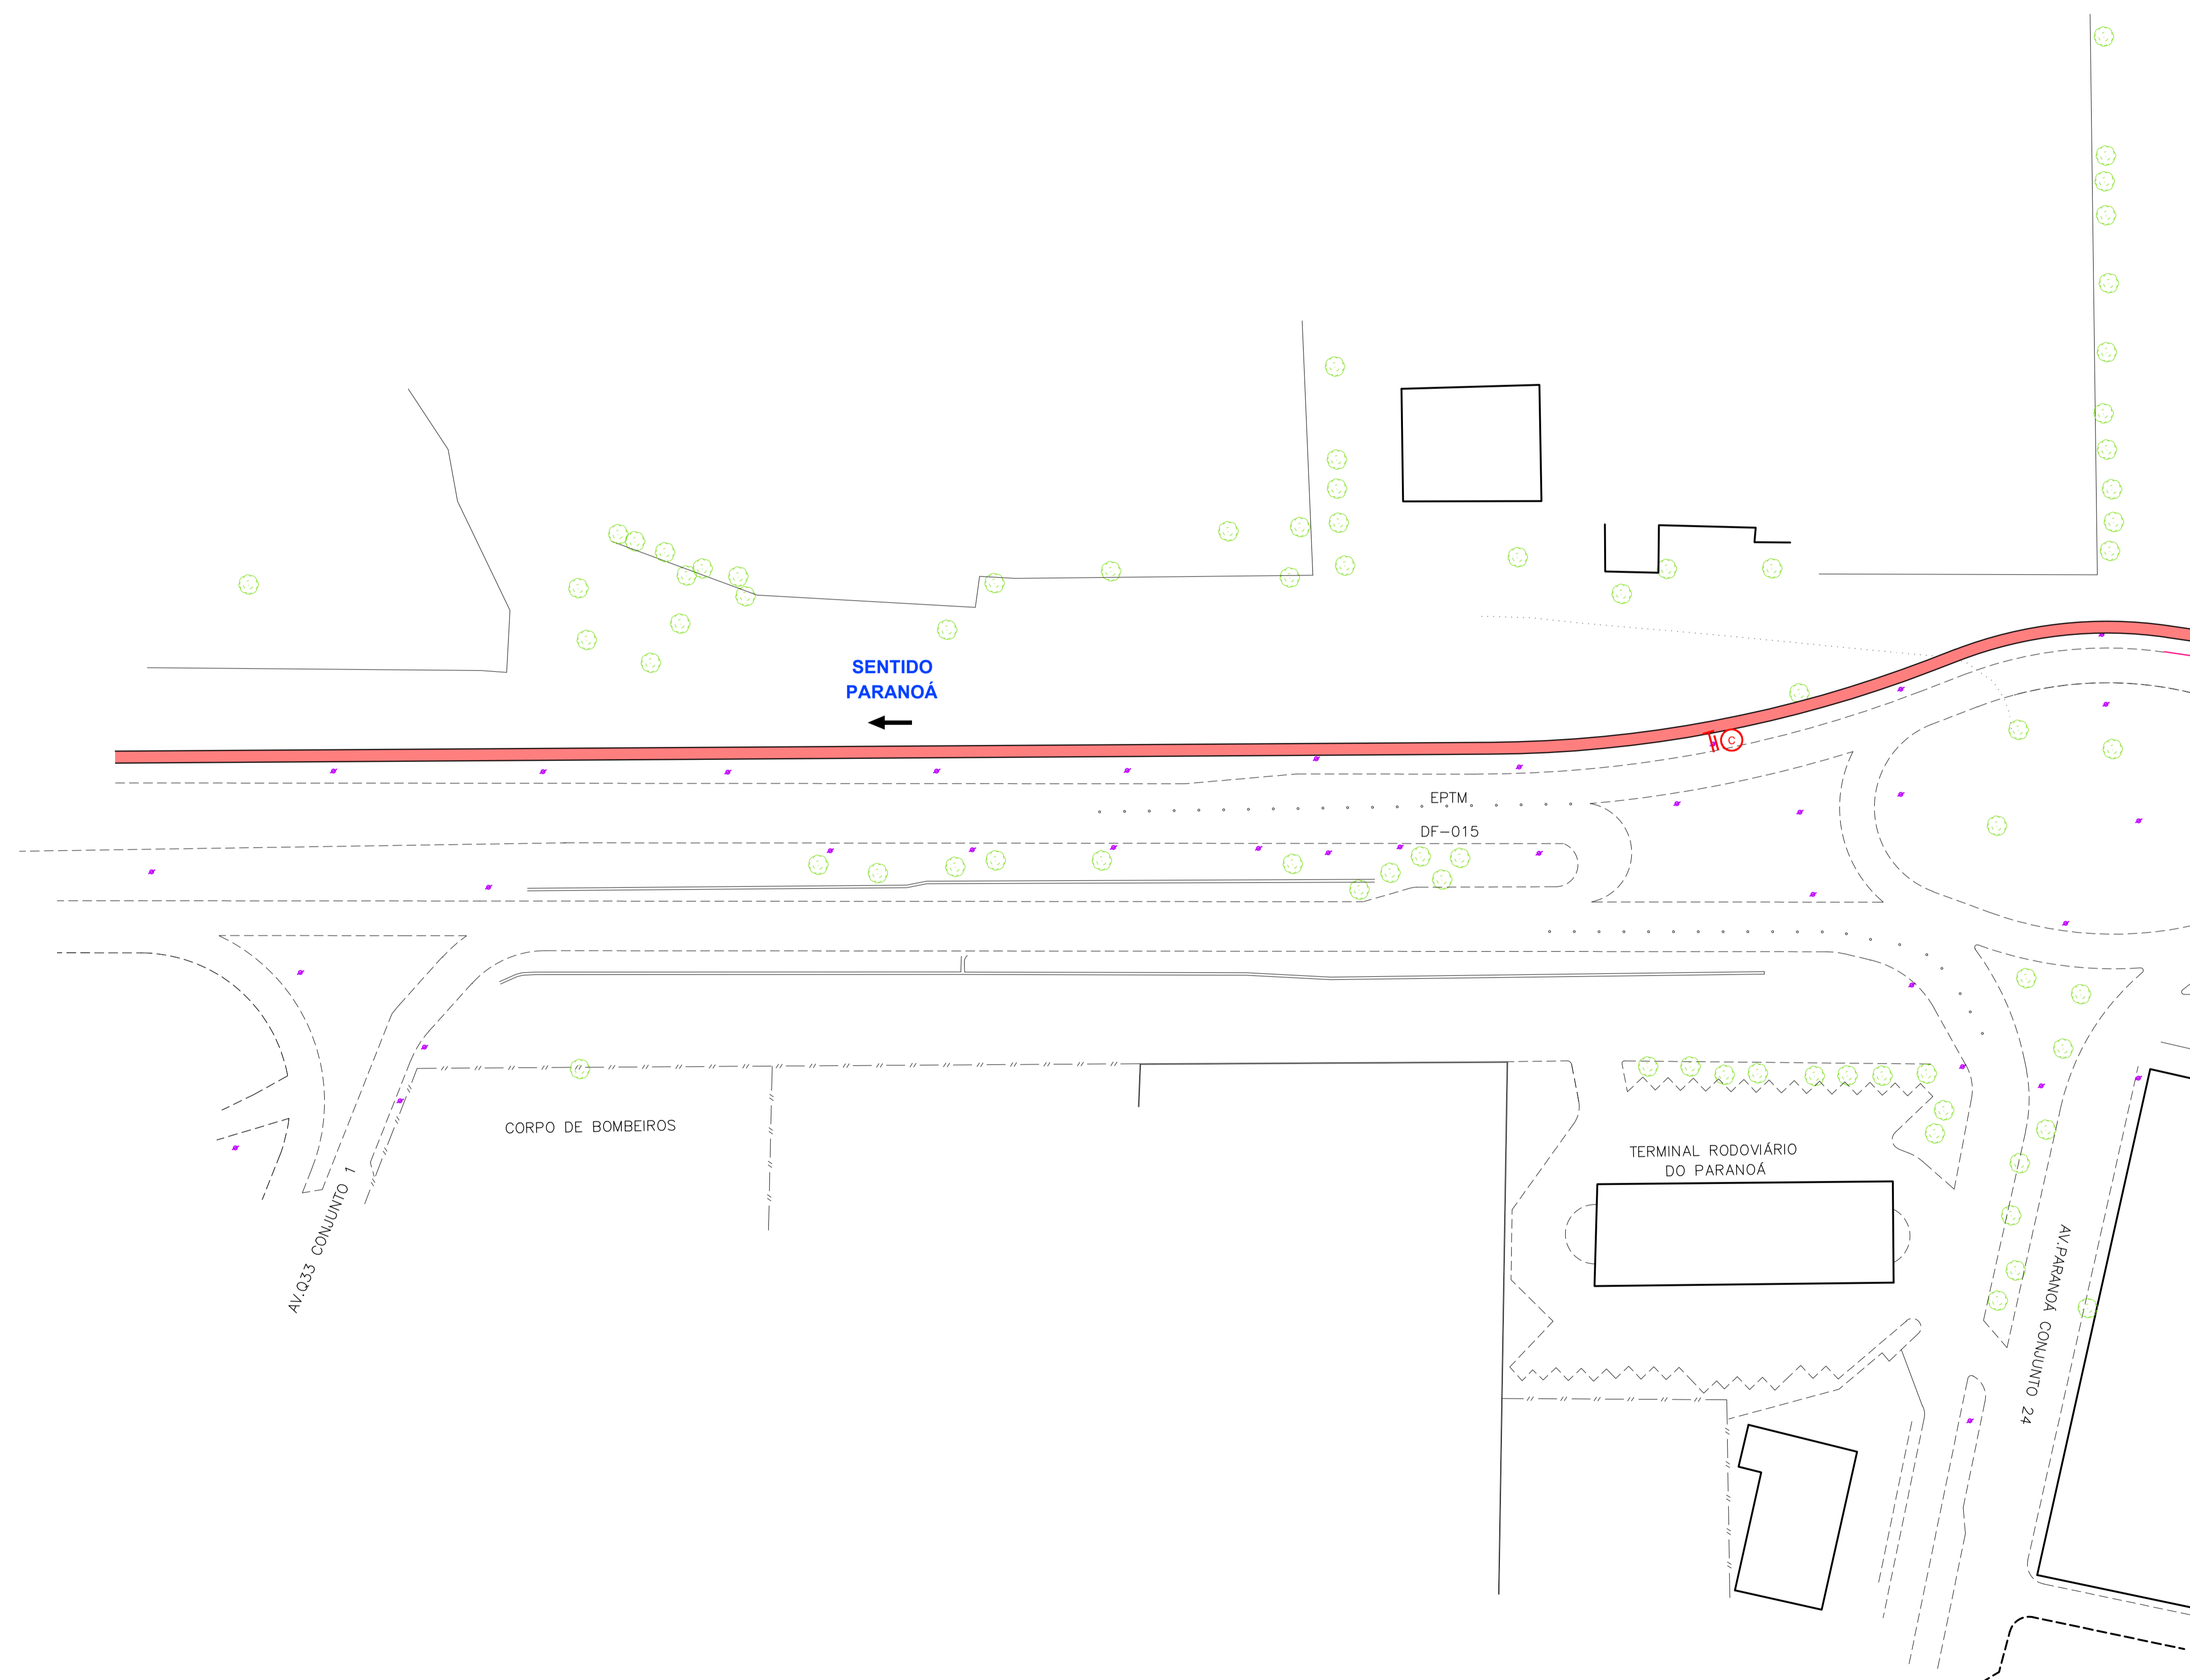 SENTIDO
PARANOÁ
C
EPTM
DF-015
CORPO DE BOMBEIROS
TERMINAL RODOVIÁRIO
DO PARANOÁ
AV.Q33 CONJUNTO 1
AV.PARANOÁ CONJUNTO 24